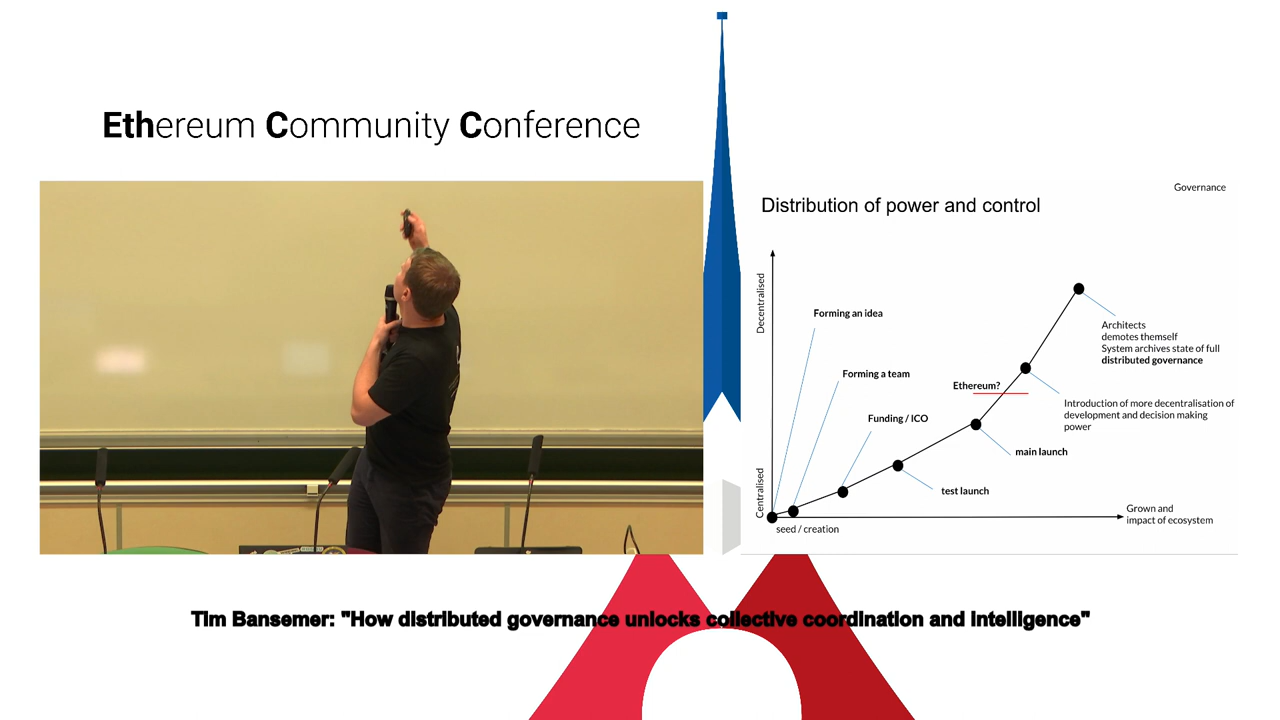 Ethereum Community Conference
Governance
Distribution of power and control
Decentralised
Centralised
Forming an idea
Forming a team
Funding / ICO
Ethereum?
Architects
demotes themself
System archives state of full
distributed governance
Introduction of more decentralisation of
development and decision making
power
main launch
test launch
seed / creation
Grown and
impact of ecosystem
Tim Bansemer: "How distributed governance unlocks collective coordination and intelligence"